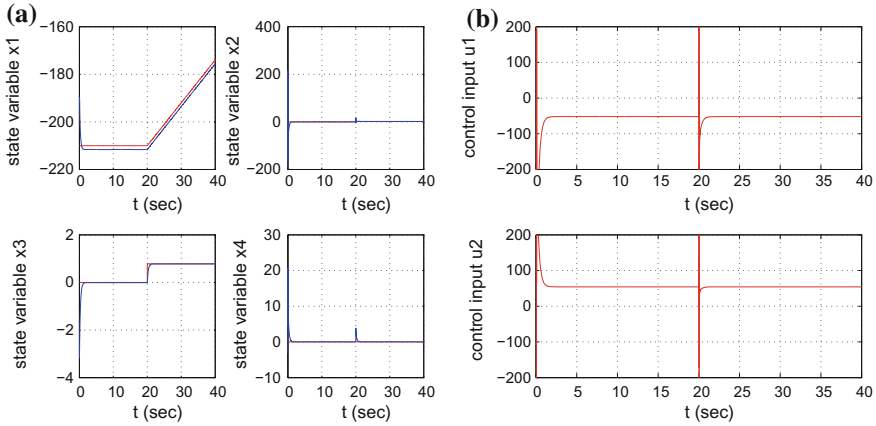 (a)
state variable x1
−160
−180
−200
−220
0 10 20 30 40
t (sec)
state variable x2
400
200
0
−200
0 10 20 30 40
t (sec)
state variable x3
2
0
−2
−4
0 10 20 30 40
t (sec)
state variable x4
30
20
10
0
−10
0 10 20 30 40
t (sec)
(b)
control input u1
200
100
0
−100
−200
0 5 10 15 20 25 30 35 40
t (sec)
control input u2
200
100
0
−100
−200
0 5 10 15 20 25 30 35 40
t (sec)